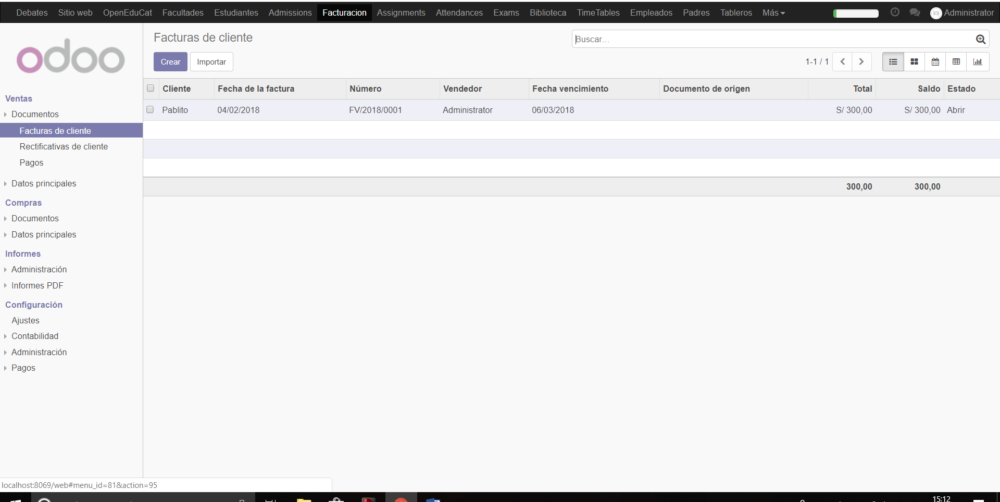 Debates Sitio web OpenEduCat Facultades Estudiantes Admissions Facturacion Assignments Attendances Exams Biblioteca TimeTables Empleados Padres Tableros Más Administrator
odoo
Facturas de cliente
Buscar...
Crear Importar
1-1 / 1
Cliente Fecha de la factura Número Vendedor Fecha vencimiento Documento de origen Total Saldo Estado
Pablito 04/02/2018 FV/2018/0001 Administrator 06/03/2018 S/ 300,00 S/ 300,00 Abrir
300,00 300,00
Ventas
Documentos
Facturas de cliente
Rectificativas de cliente
Pagos
Datos principales
Compras
Documentos
Datos principales
Informes
Administración
Informes PDF
Configuración
Ajustes
Contabilidad
Administración
Pagos
localhost:8069/web#menu_id=81&action=95
15:12